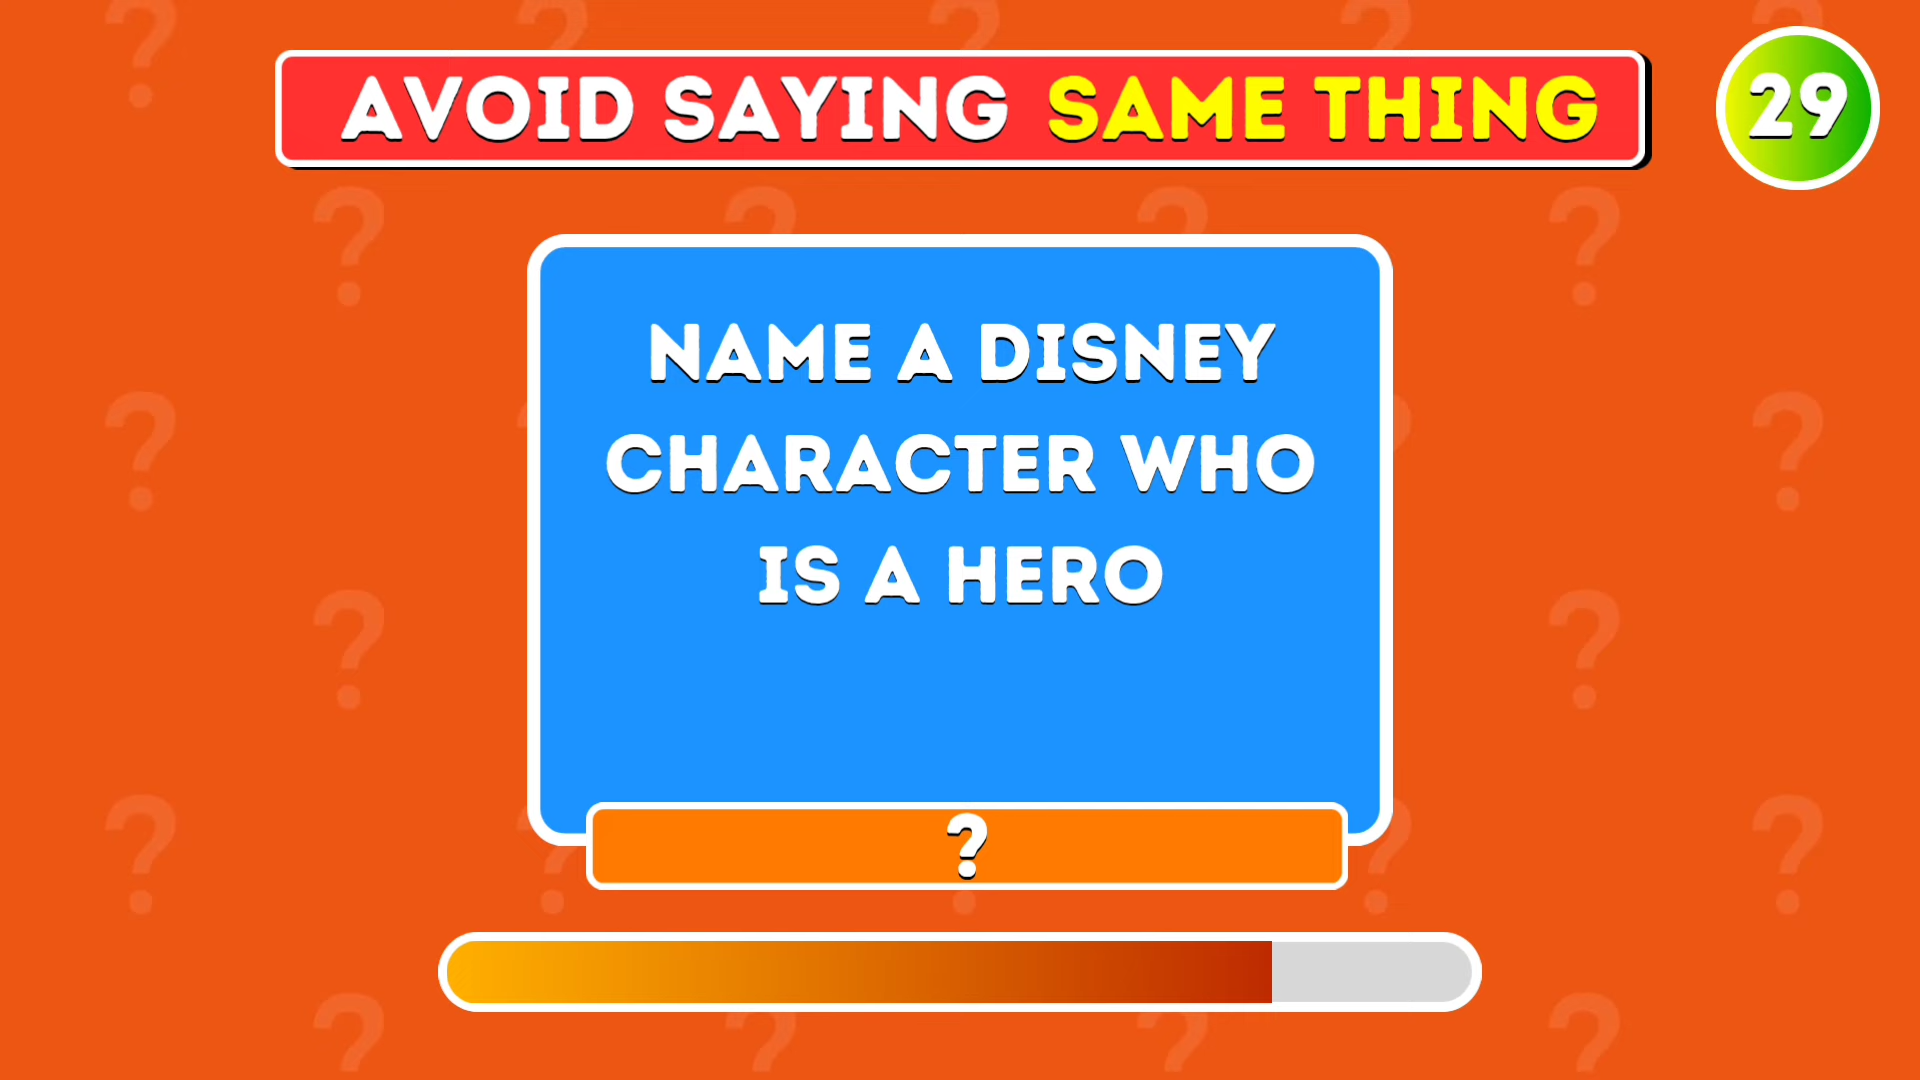 AVOID SAYING SAME THING
29
NAME A DISNEY
CHARACTER WHO
IS A HERO
?